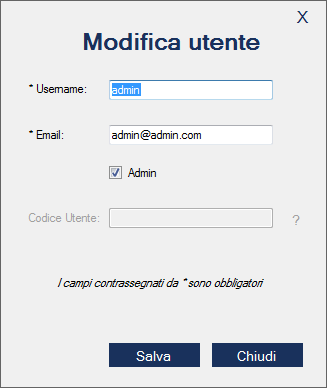 X
Modifica utente
* Username: admin
* Email: admin@admin.com
Admin
Codice Utente: ?
I campi contrassegnati da * sono obbligatori
Salva Chiudi